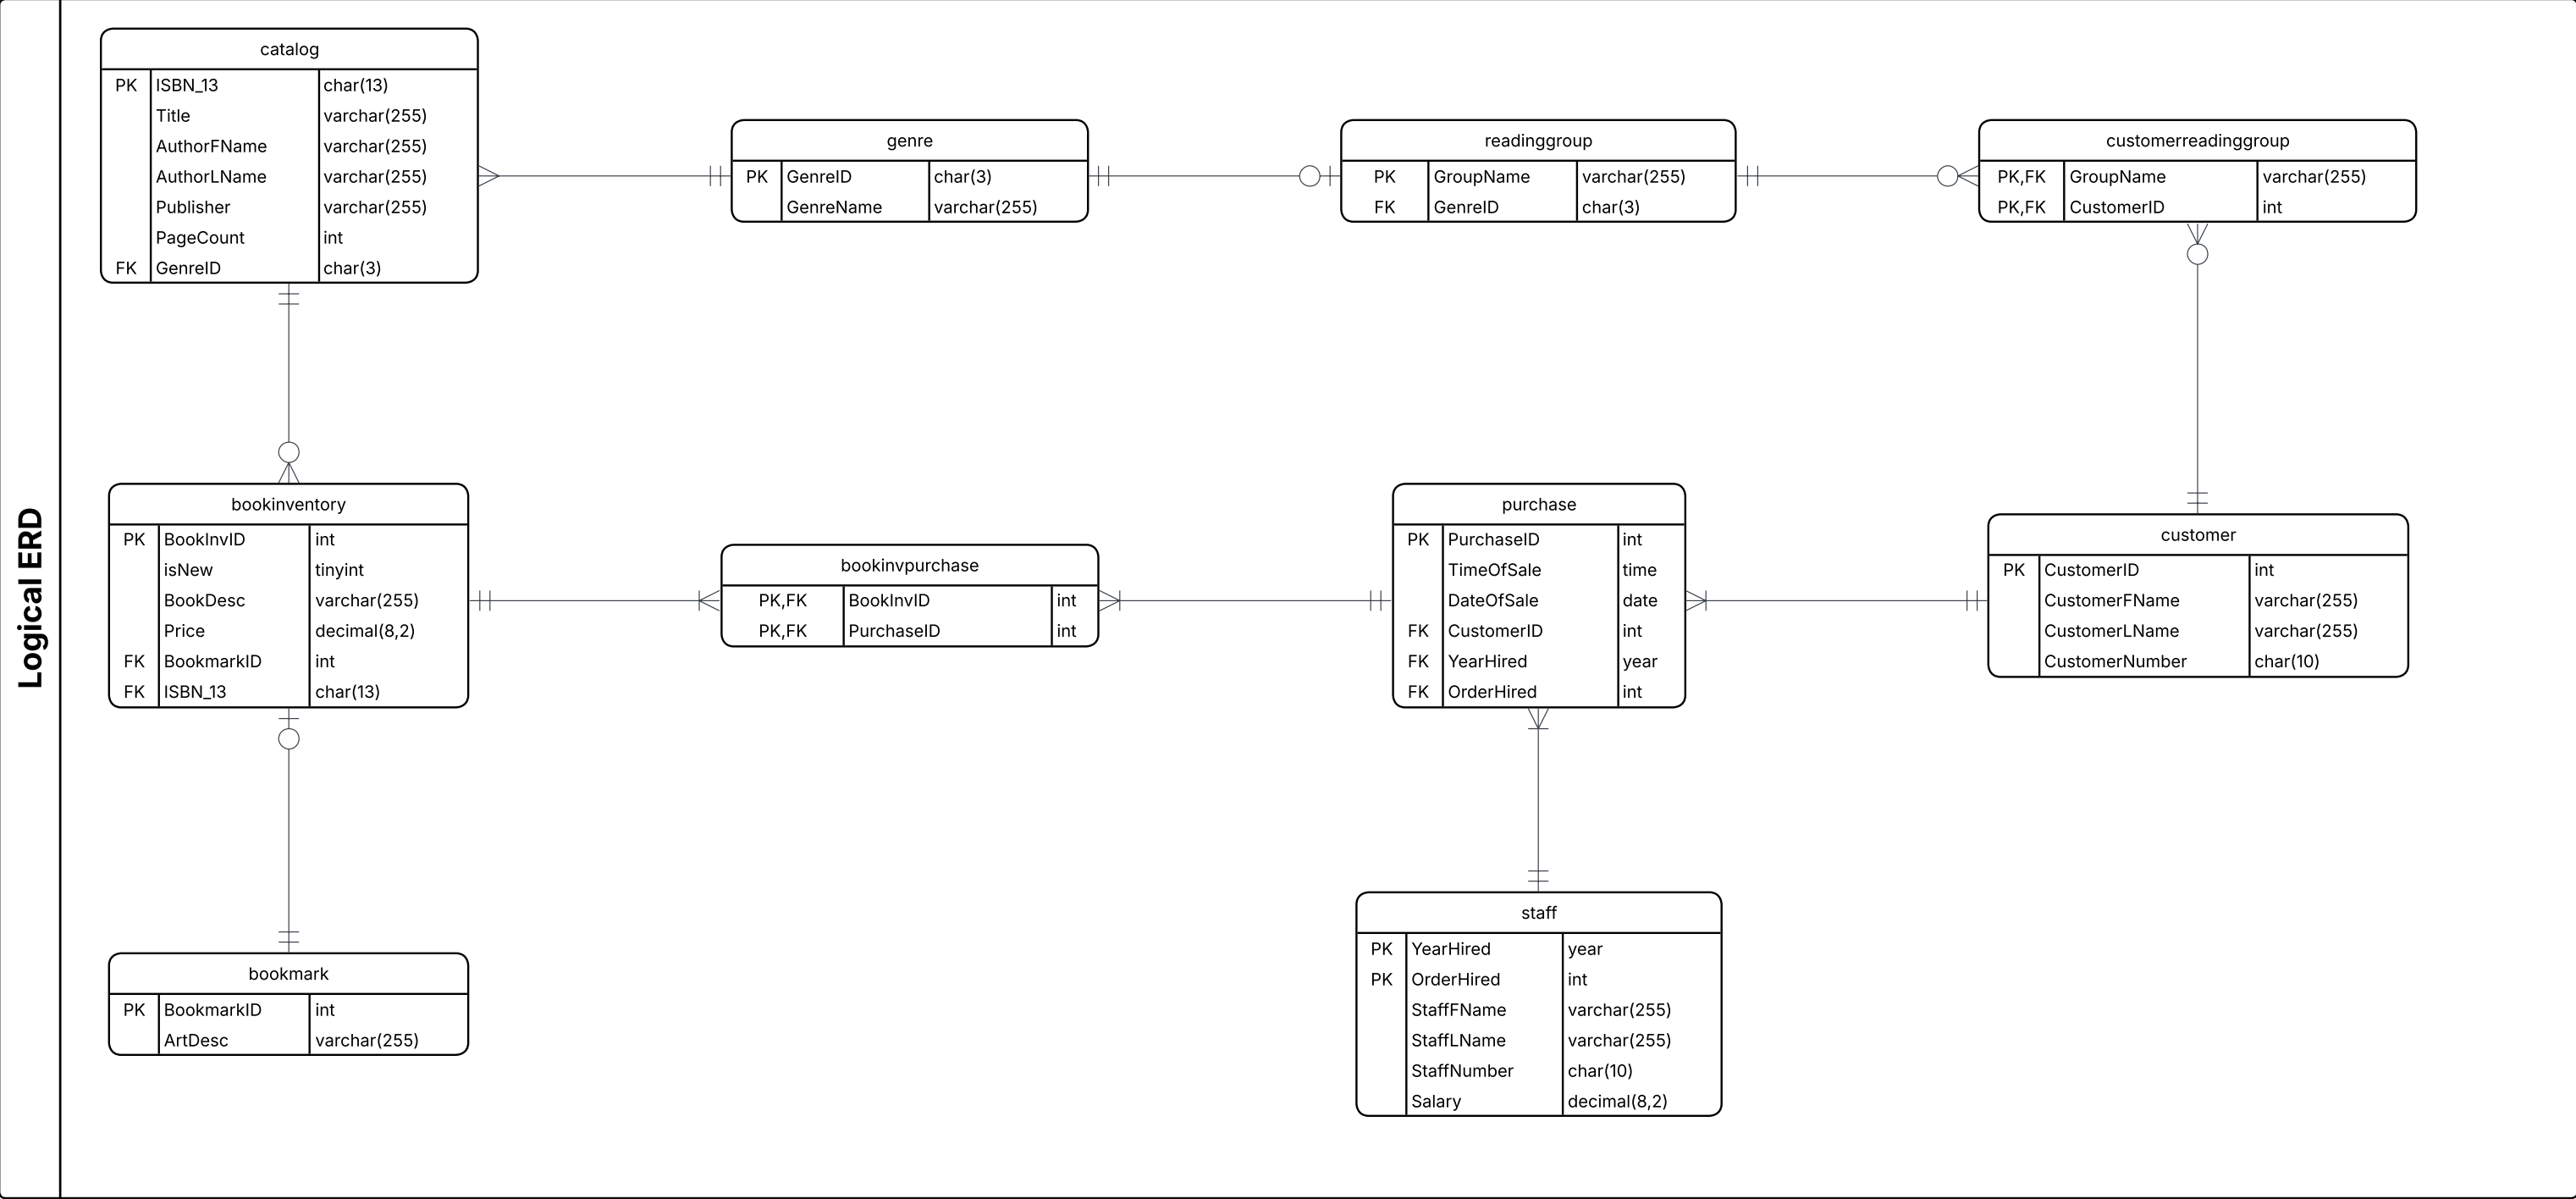 Logical ERD
catalog
PK ISBN_13 char(13)
Title varchar(255)
AuthorFName varchar(255)
AuthorLName varchar(255)
Publisher varchar(255)
PageCount int
FK GenreID char(3)
genre
PK GenreID char(3)
GenreName varchar(255)
readinggroup
PK GroupName varchar(255)
FK GenreID char(3)
customerreadinggroup
PK,FK GroupName varchar(255)
PK,FK CustomerID int
bookinventory
PK BookInvID int
isNew tinyint
BookDesc varchar(255)
Price decimal(8,2)
FK BookmarkID int
FK ISBN_13 char(13)
bookinvpurchase
PK,FK BookInvID int
PK,FK PurchaseID int
purchase
PK PurchaseID int
TimeOfSale time
DateOfSale date
FK CustomerID int
FK YearHired year
FK OrderHired int
customer
PK CustomerID int
CustomerFName varchar(255)
CustomerLName varchar(255)
CustomerNumber char(10)
bookmark
PK BookmarkID int
ArtDesc varchar(255)
staff
PK YearHired year
PK OrderHired int
StaffFName varchar(255)
StaffLName varchar(255)
StaffNumber char(10)
Salary decimal(8,2)